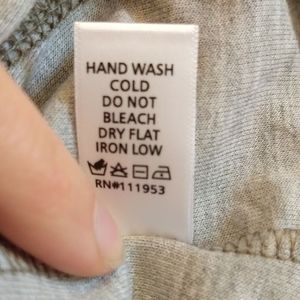 HAND WASH
COLD
DO NOT
BLEACH
DRY FLAT
IRON LOW
RN#111953